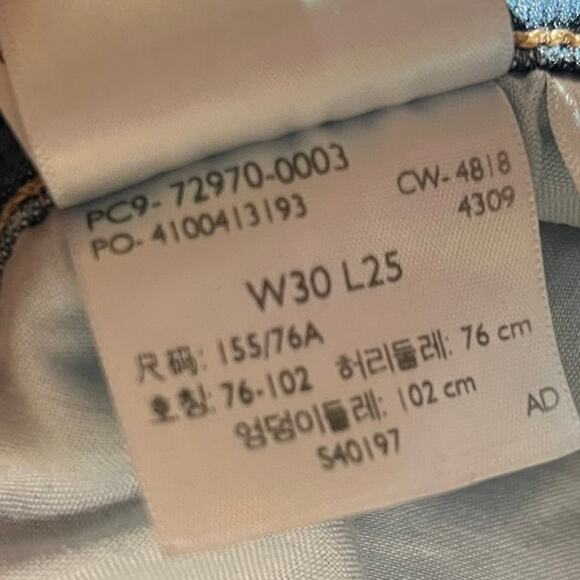 PC9- 72970-0003
PO- 4100413193
CW- 4818
4309
W30 L25
尺码: 155/76A
호칭: 76-102 허리둘레: 76 cm
엉덩이둘레: 102 cm
S40197
AD